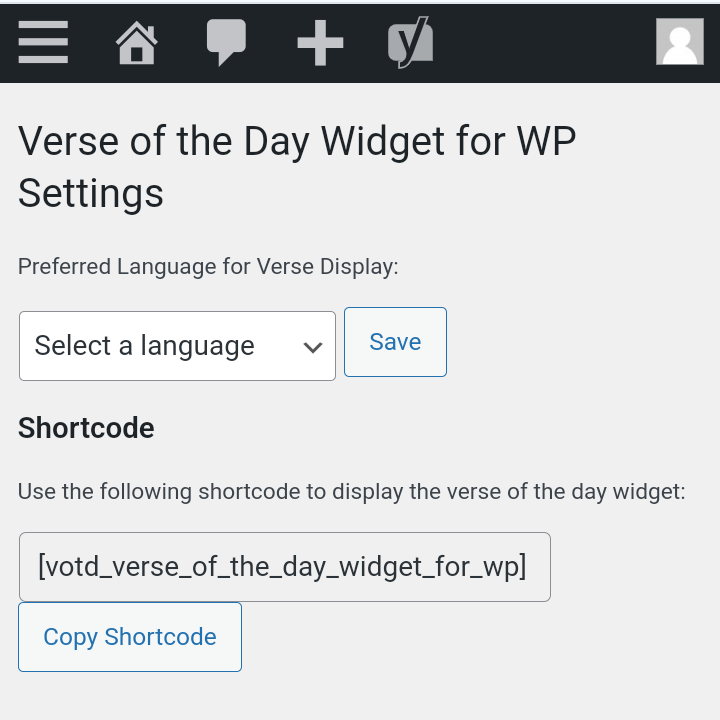 Verse of the Day Widget for WP
Settings
Preferred Language for Verse Display:
Select a language
Save
Shortcode
Use the following shortcode to display the verse of the day widget:
[votd_verse_of_the_day_widget_for_wp]
Copy Shortcode